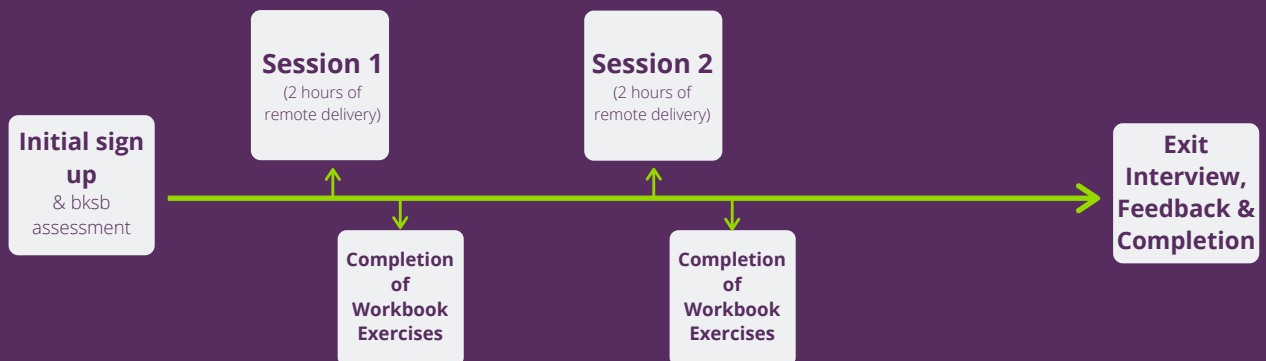 Initial sign
up
& bksb
assessment
Session 1
(2 hours of
remote delivery)
Completion
of
Workbook
Exercises
Session 2
(2 hours of
remote delivery)
Completion
of
Workbook
Exercises
Exit
Interview,
Feedback &
Completion